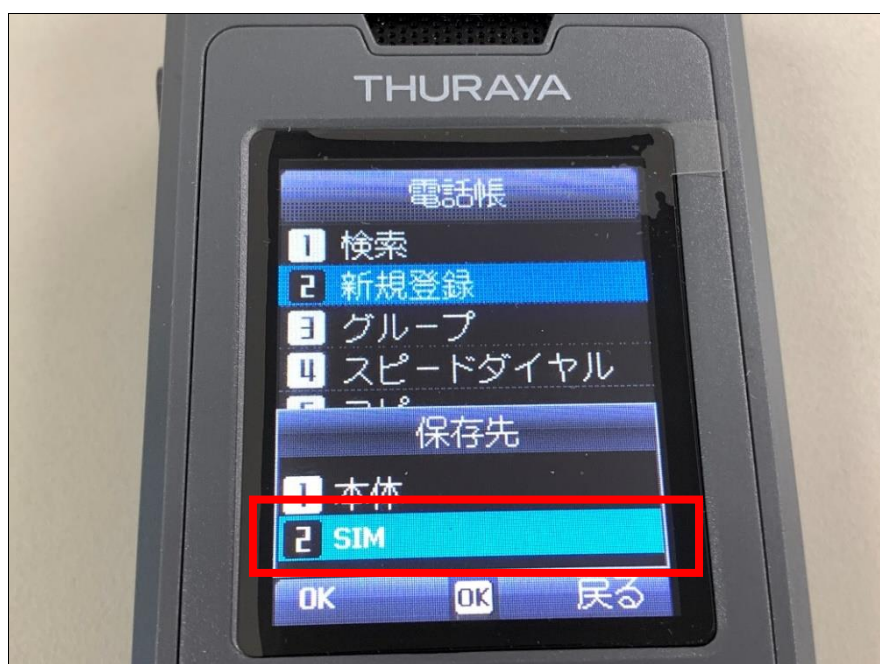 THURAYA
電話帳
1 検索
2 新規登録
3 グループ
4 スピードダイヤル
保存先
1 本体
2 SIM
OK OK 戻る